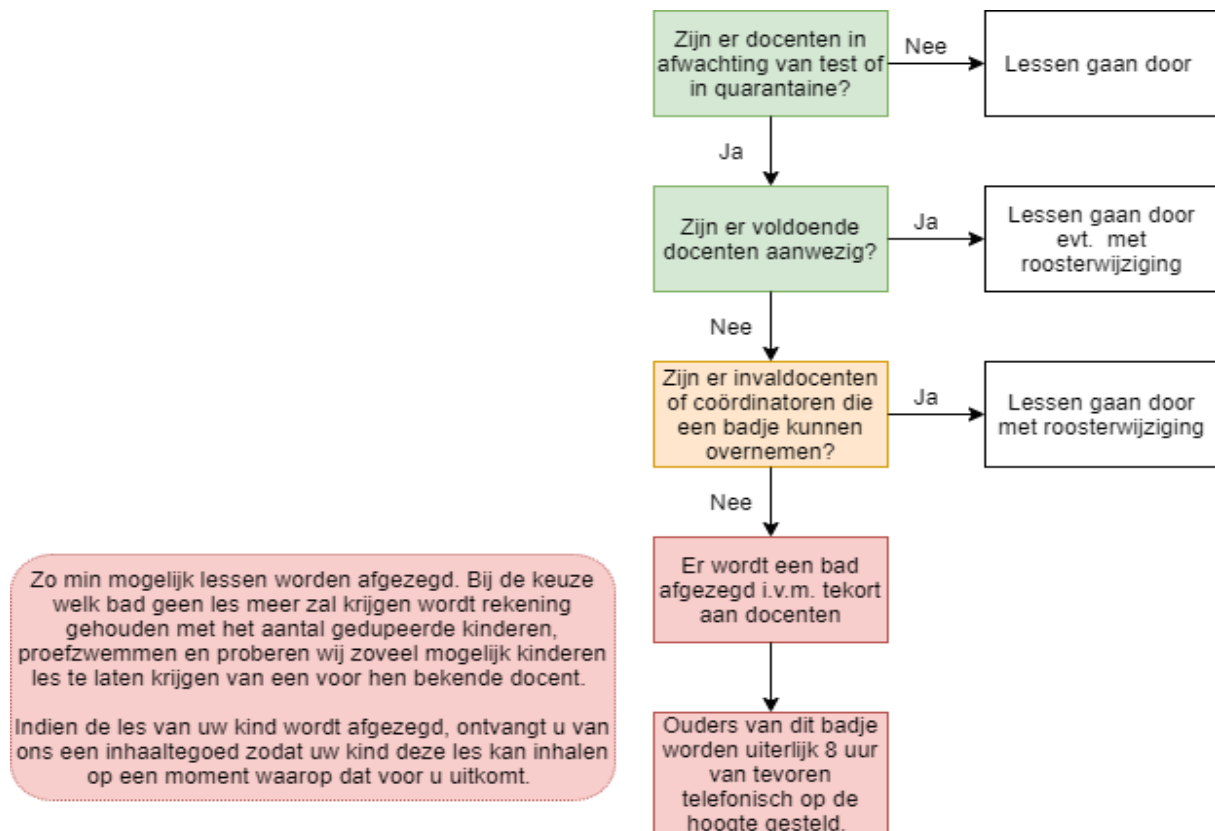 Zijn er docenten in
afwachting van test of
in quarantaine?
Nee
Lessen gaan door
Ja
Zijn er voldoende
docenten aanwezig?
Ja
Lessen gaan door
evt. met
roosterwijziging
Nee
Zijn er invaldocenten
of coördinatoren die
een badje kunnen
overnemen?
Ja
Lessen gaan door
met roosterwijziging
Nee
Er wordt een bad
afgezegd i.v.m. tekort
aan docenten
Zo min mogelijk lessen worden afgezegd. Bij de keuze
welk bad geen les meer zal krijgen wordt rekening
gehouden met het aantal gedupeerde kinderen,
proefzwemmen en proberen wij zoveel mogelijk kinderen
les te laten krijgen van een voor hen bekende docent.
Indien de les van uw kind wordt afgezegd, ontvangt u van
ons een inhaaltegoed zodat uw kind deze les kan inhalen
op een moment waarop dat voor u uitkomt.
Ouders van dit badje
worden uiterlijk 8 uur
van tevoren
telefonisch op de
hoogte gesteld.